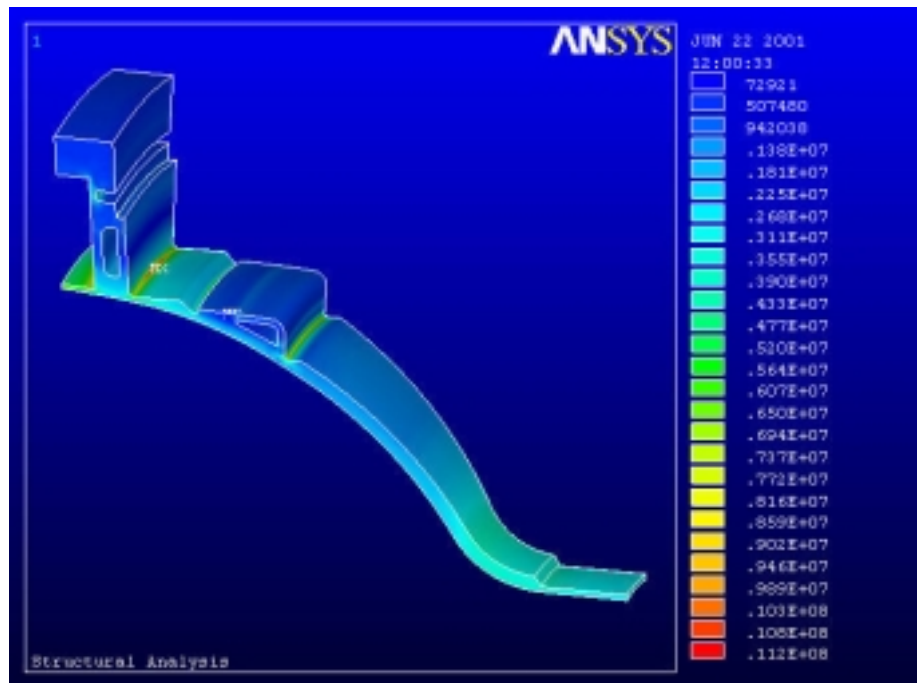 1
ANSYS
JUN 22 2001
12:00:33
72921
507480
942038
.138E+07
.181E+07
.225E+07
.268E+07
.311E+07
.355E+07
.390E+07
.433E+07
.477E+07
.520E+07
.564E+07
.607E+07
.650E+07
.694E+07
.737E+07
.772E+07
.816E+07
.859E+07
.902E+07
.946E+07
.989E+07
.103E+08
.108E+08
.112E+08
Structural Analysis